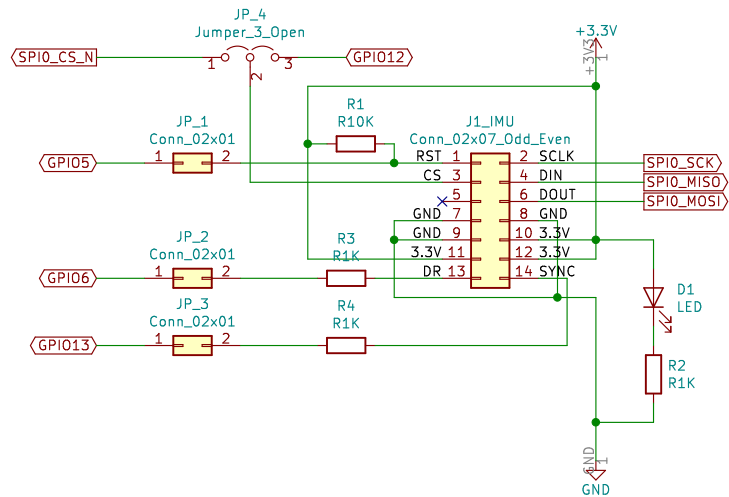 JP_4
Jumper_3_Open
SPI0_CS_N
1
2
3
GPIO12
+3.3V
+3V3
1
R1
R10K
J1_IMU
Conn_02x07_Odd_Even
JP_1
Conn_02x01
GPIO5
1
2
RST
1
2
SCLK
SPI0_SCK
CS
3
4
DIN
SPI0_MISO
5
6
DOUT
SPI0_MOSI
GND
7
8
GND
GND
9
10
3.3V
3.3V
11
12
3.3V
DR
13
14
SYNC
JP_2
Conn_02x01
GPIO6
1
2
R3
R1K
JP_3
Conn_02x01
GPIO13
1
2
R4
R1K
D1
LED
R2
R1K
GND
1
GND